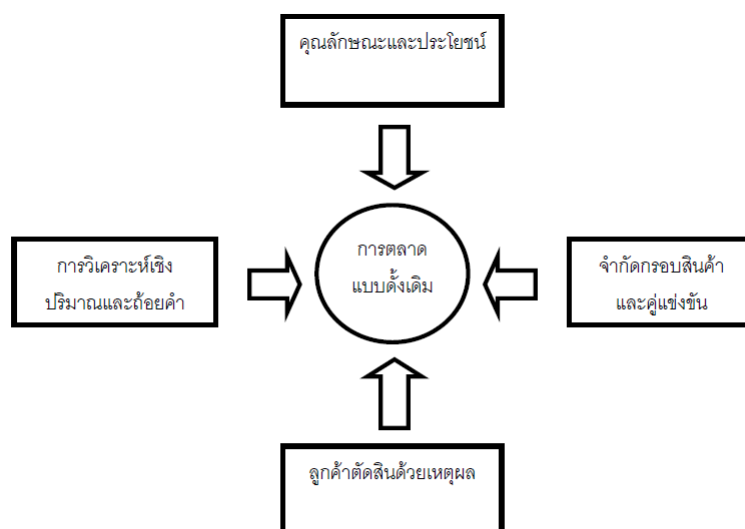 คุณลักษณะและประโยชน์
การวิเคราะห์เชิง
ปริมาณและถ้อยคำ
การตลาด
แบบดั้งเดิม
จำกัดกรอบสินค้า
และคู่แข่งขัน
ลูกค้าตัดสินด้วยเหตุผล